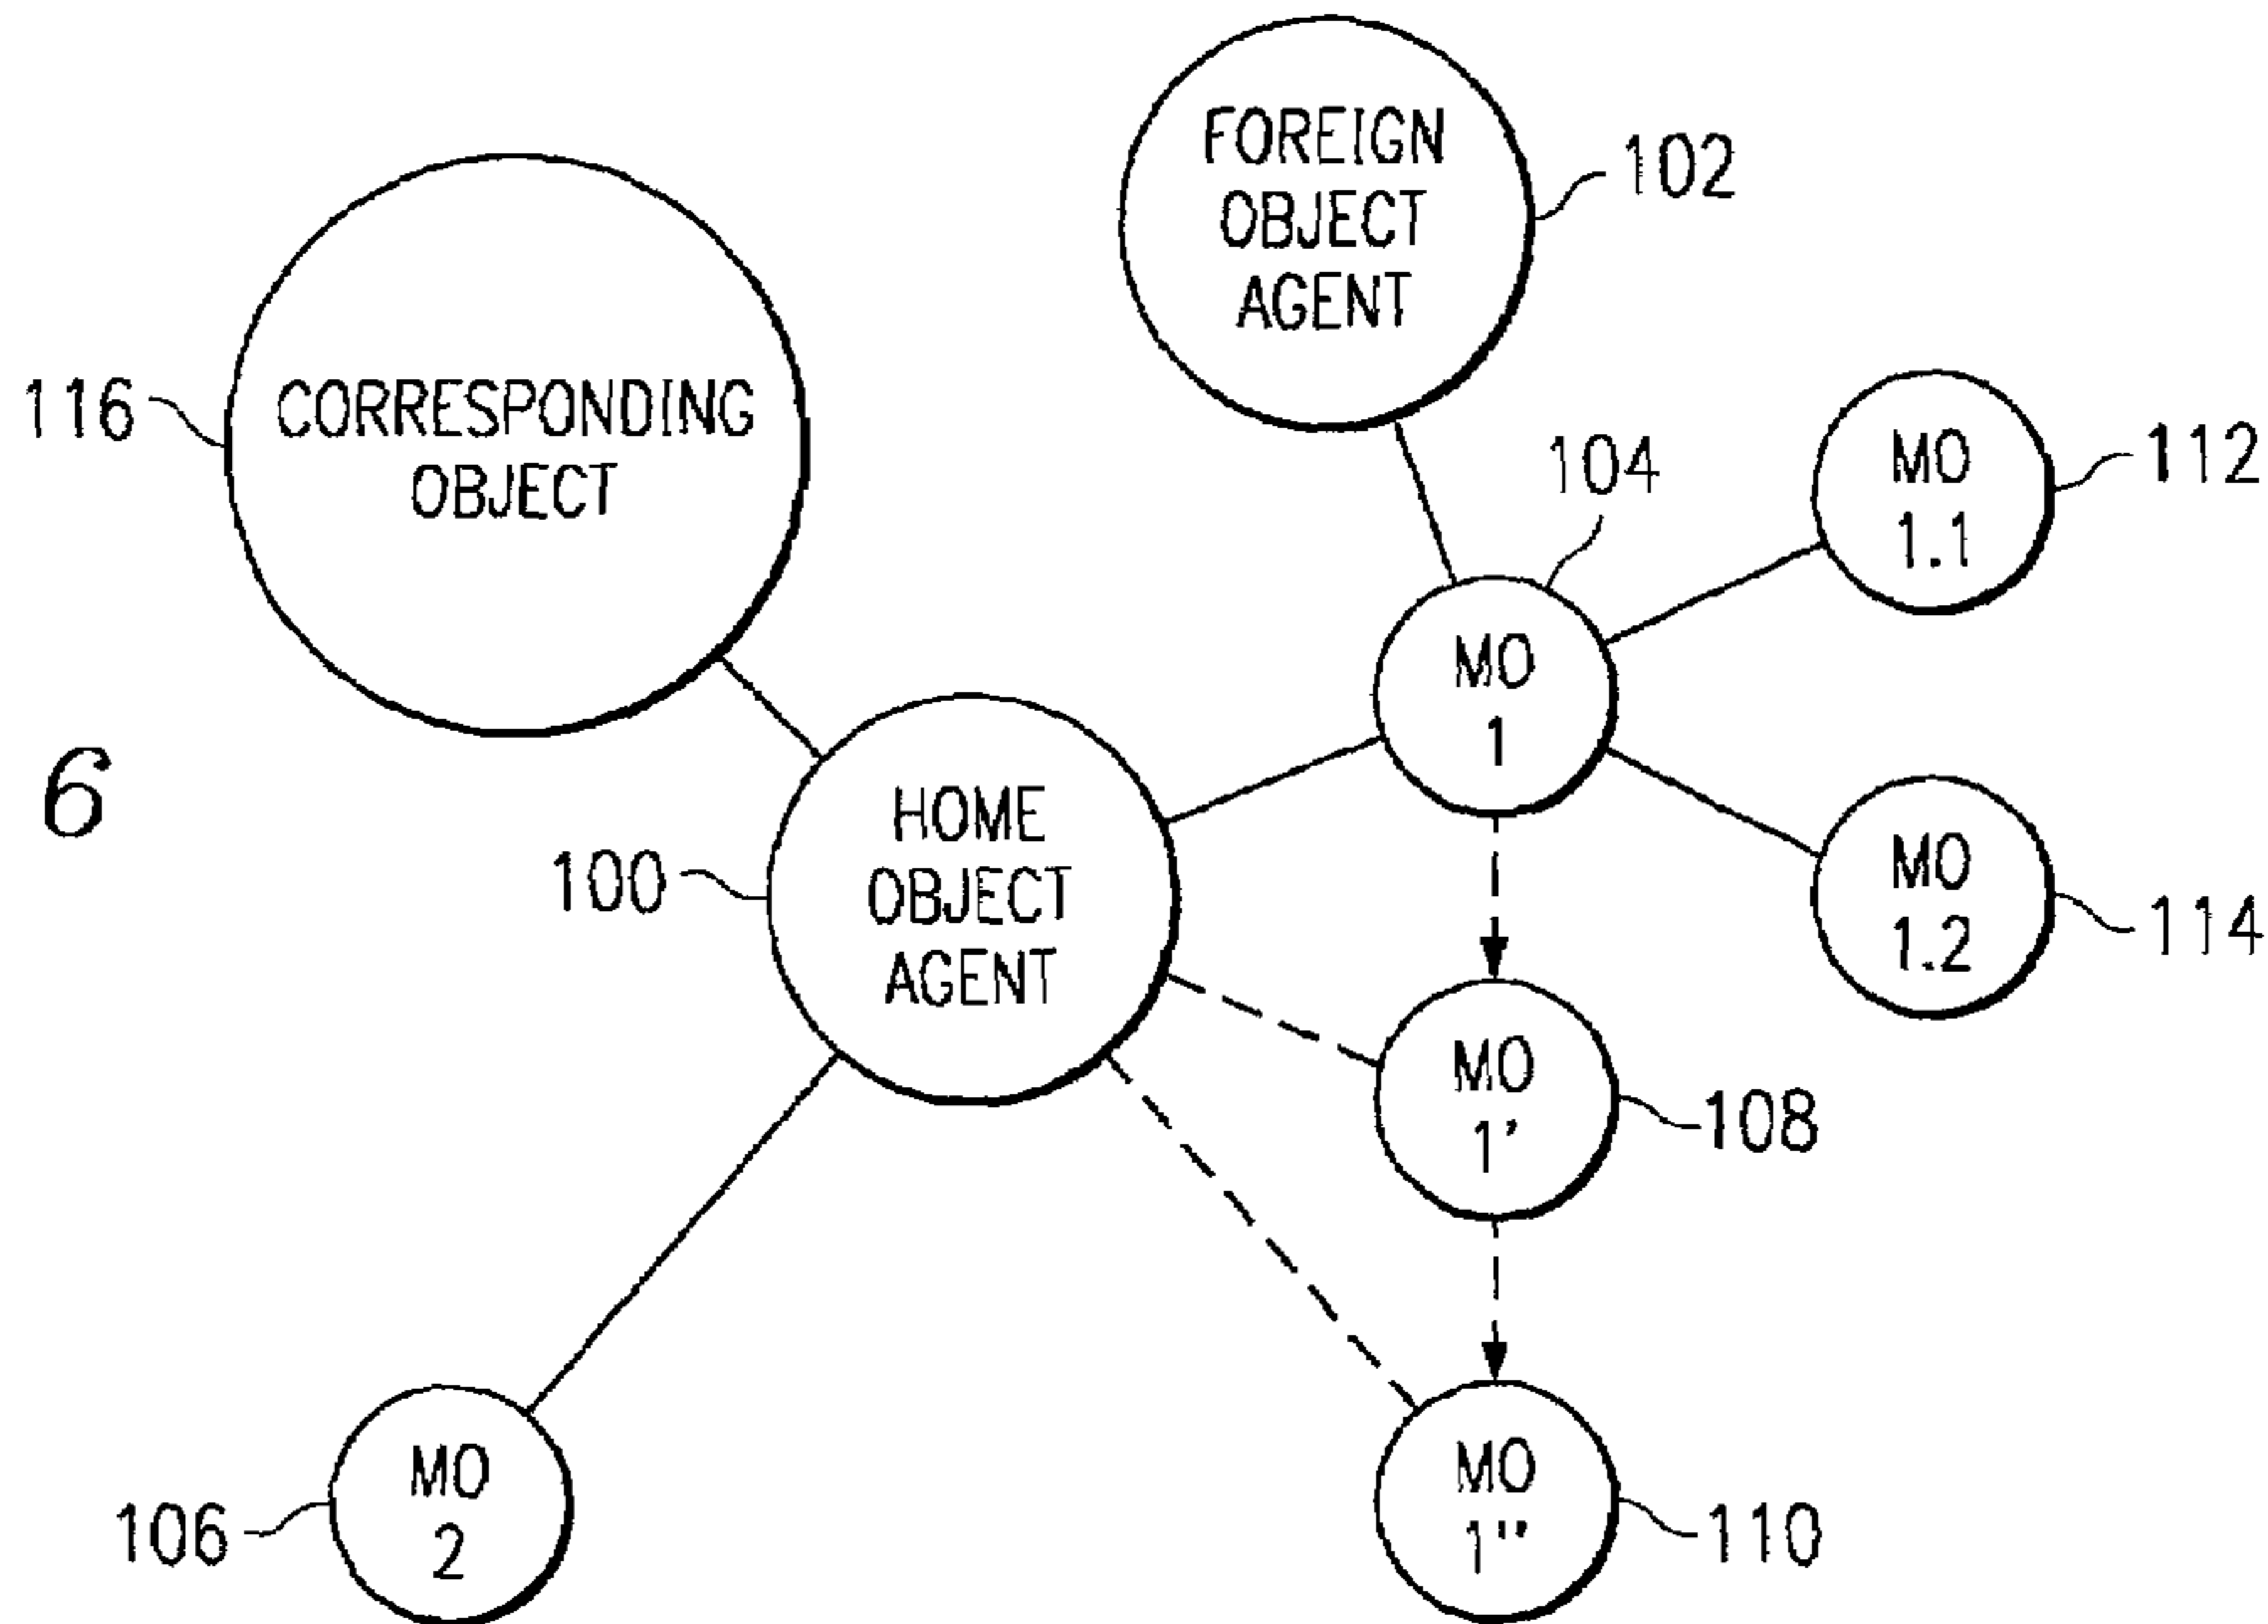 FOREIGN
OBJECT
AGENT
102
116
CORRESPONDING
OBJECT
104
MO
1.1
112
MO
1
6
HOME
OBJECT
AGENT
100
MO
1.2
114
MO
1'
108
MO
2
106
MO
1"
110